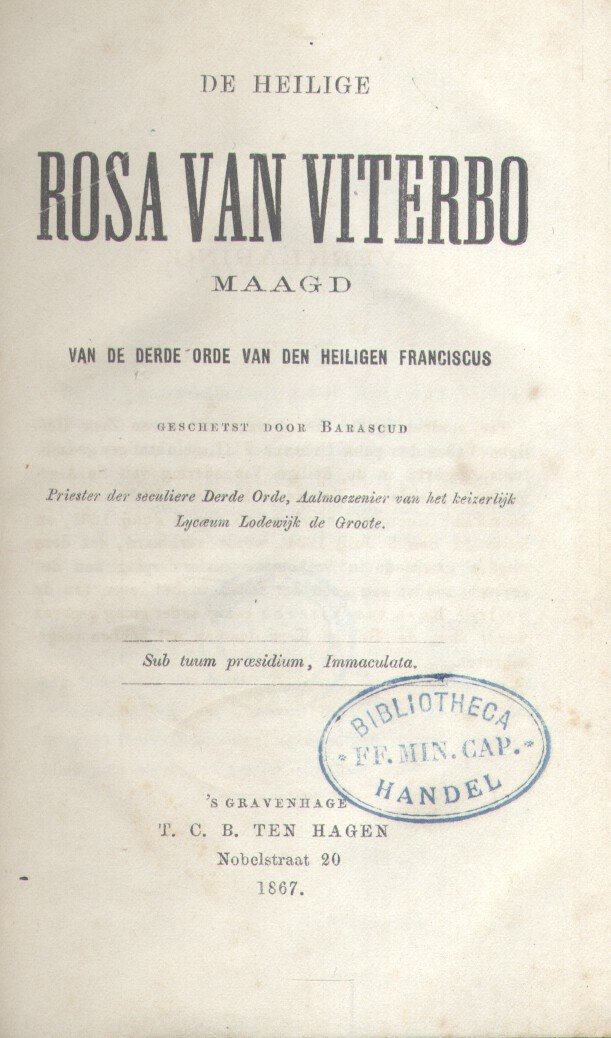 DE HEILIGE
ROSA VAN VITERBO
MAAGD
VAN DE DERDE ORDE VAN DEN HEILIGEN FRANCISCUS
GESCHETST DOOR BARASCUD
Priester der seculiere Derde Orde, Aalmoezenier van het keizerlijk
Lycæum Lodewijk de Groote.
Sub tuum præsidium, Immaculata.
BIBLIOTHECA
* FF. MIN. CAP. *
HANDEL
'S GRAVENHAGE
T. C. B. TEN HAGEN
Nobelstraat 20
1867.